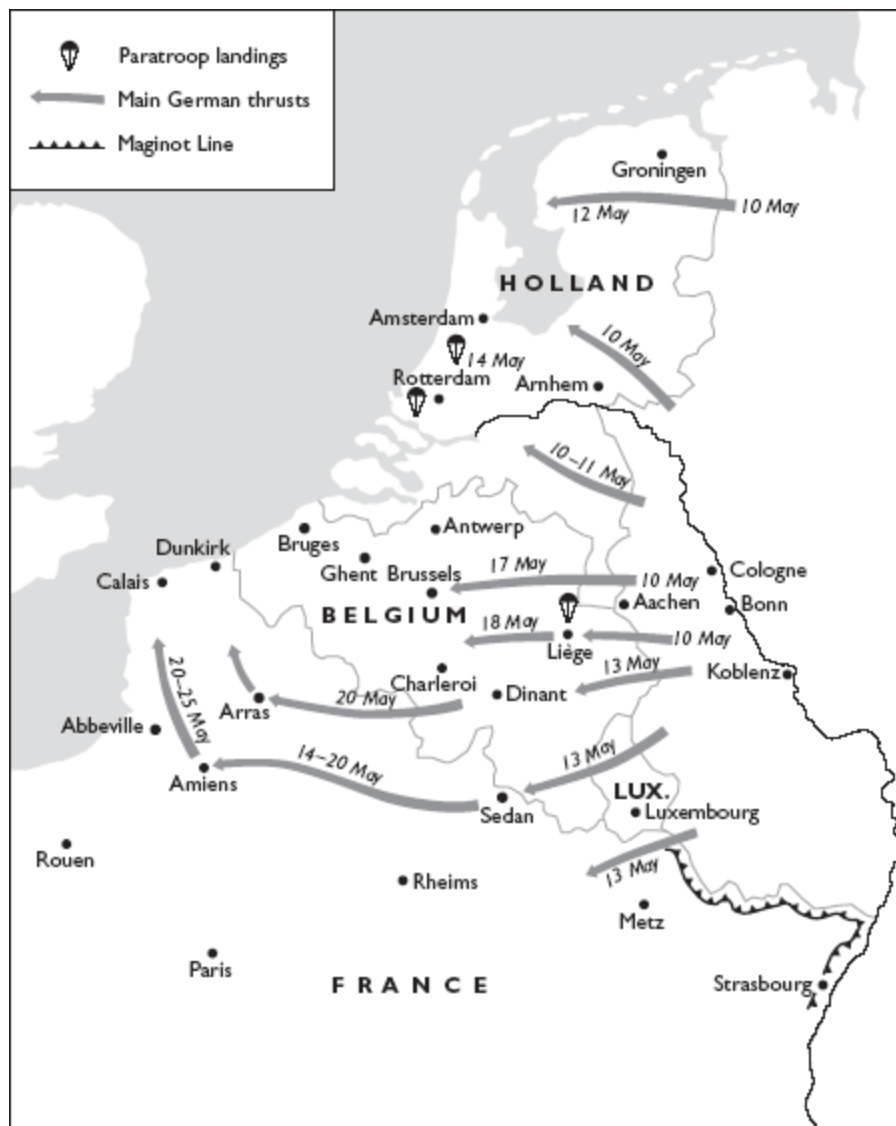 Paratroop landings
Main German thrusts
Maginot Line
Groningen
12 May
10 May
HOLLAND
Amsterdam
14 May
10 May
Rotterdam
Arnhem
10–11 May
Bruges
Antwerp
Dunkirk
Ghent
Brussels
17 May
10 May
Cologne
Calais
Aachen
Bonn
BELGIUM
18 May
10 May
Liège
13 May
Koblenz
Charleroi
Dinant
20–25 May
Arras
20 May
Abbeville
14–20 May
13 May
Amiens
Sedan
LUX.
Luxembourg
Rouen
13 May
Rheims
Metz
Paris
FRANCE
Strasbourg